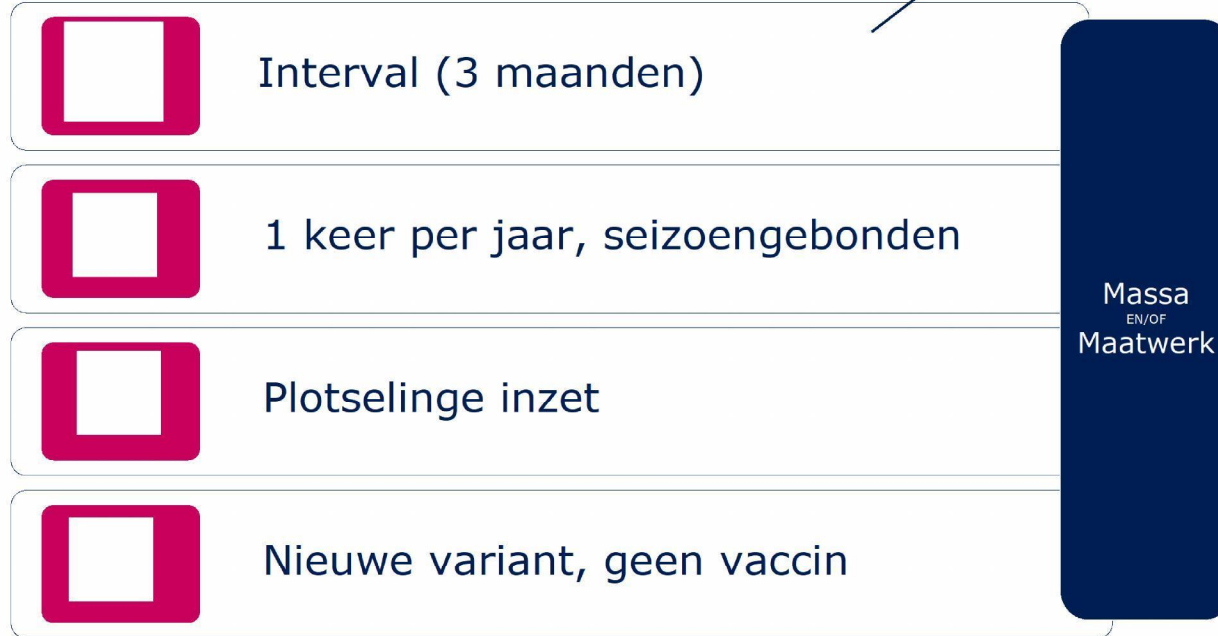 Interval (3 maanden)
1 keer per jaar, seizoengebonden
Plotselinge inzet
Nieuwe variant, geen vaccin
Massa
EN/OF
Maatwerk